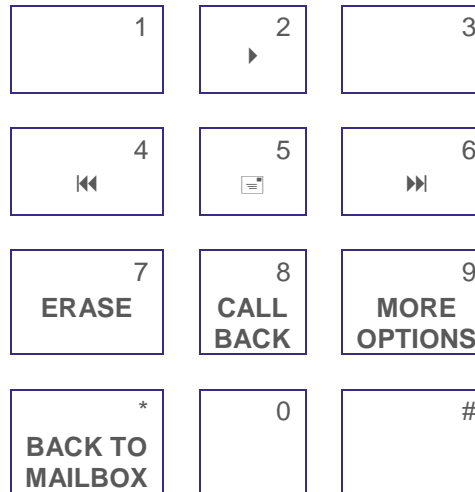 1 2 3
4 5 6
7 8 9
ERASE CALL MORE
BACK OPTIONS
* 0 #
BACK TO
MAILBOX